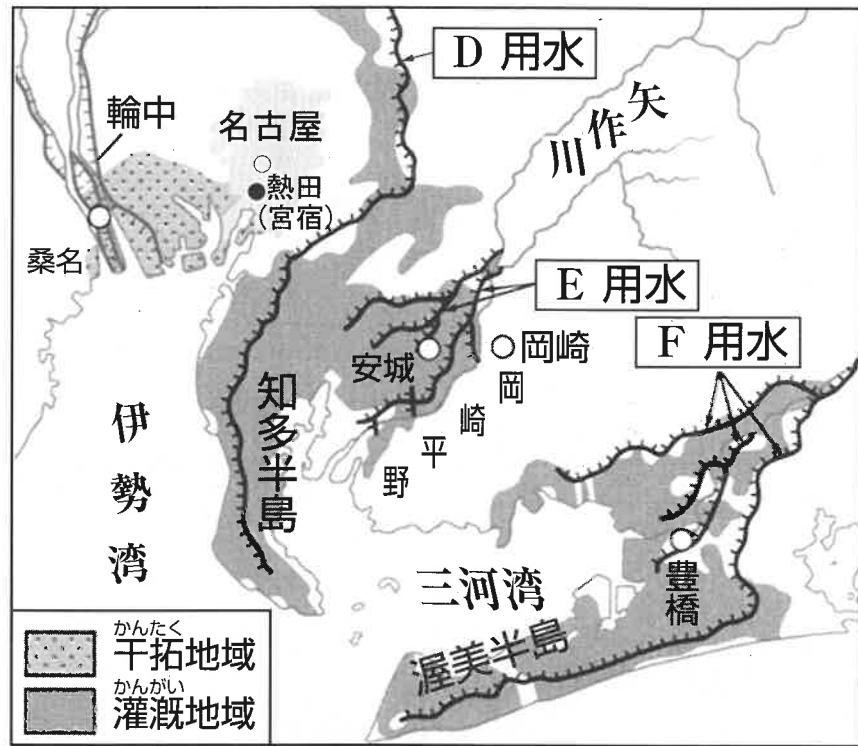 D 用水
輪中
名古屋
熱田
(宮宿)
桑名
矢作川
E 用水
岡崎
安城
岡崎平野
F 用水
知多半島
伊勢湾
三河湾
豊橋
渥美半島
かんたく
干拓地域
かんがい
灌漑地域